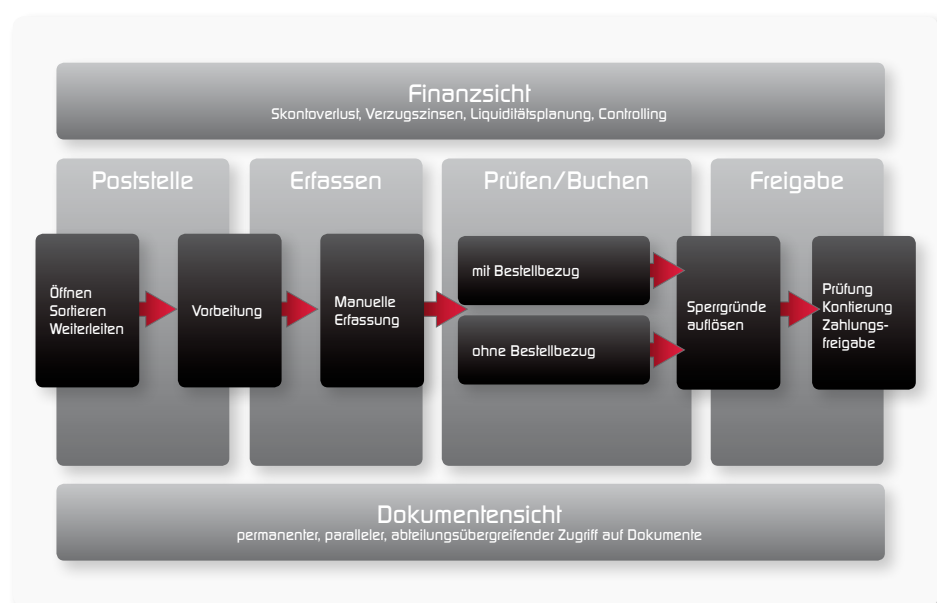 Finanzsicht
Skontoverlust, Verzugszinsen, Liquiditätsplanung, Controlling
Poststelle
Erfassen
Prüfen/Buchen
Freigabe
Öffnen
Sortieren
Weiterleiten
Vorbeitung
Manuelle
Erfassung
mit Bestellbezug
ohne Bestellbezug
Sperrgründe
auflösen
Prüfung
Kontierung
Zahlungs-
freigabe
Dokumentensicht
permanenter, paralleler, abteilungsübergreifender Zugriff auf Dokumente